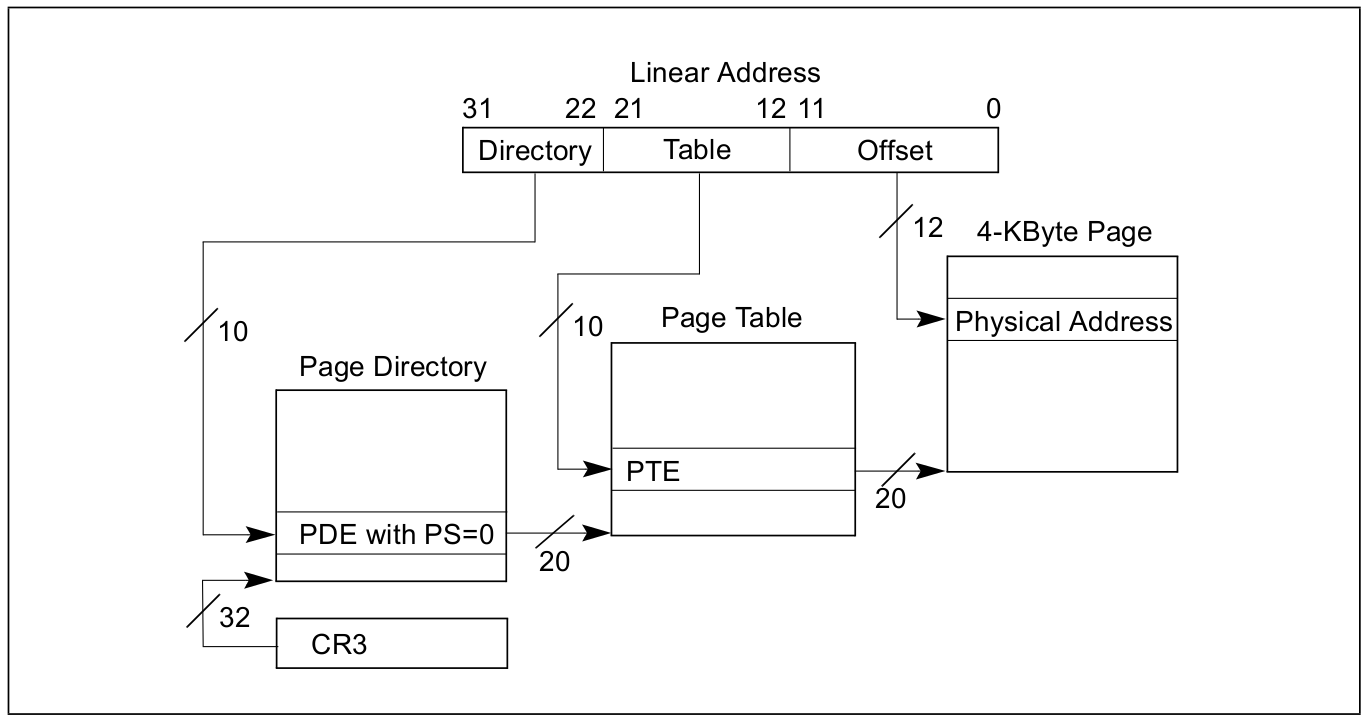 Linear Address
31 22 21 12 11 0
Directory Table Offset
12
4-KByte Page
Physical Address
10
10
Page Table
Page Directory
PTE
20
PDE with PS=0
20
32
CR3